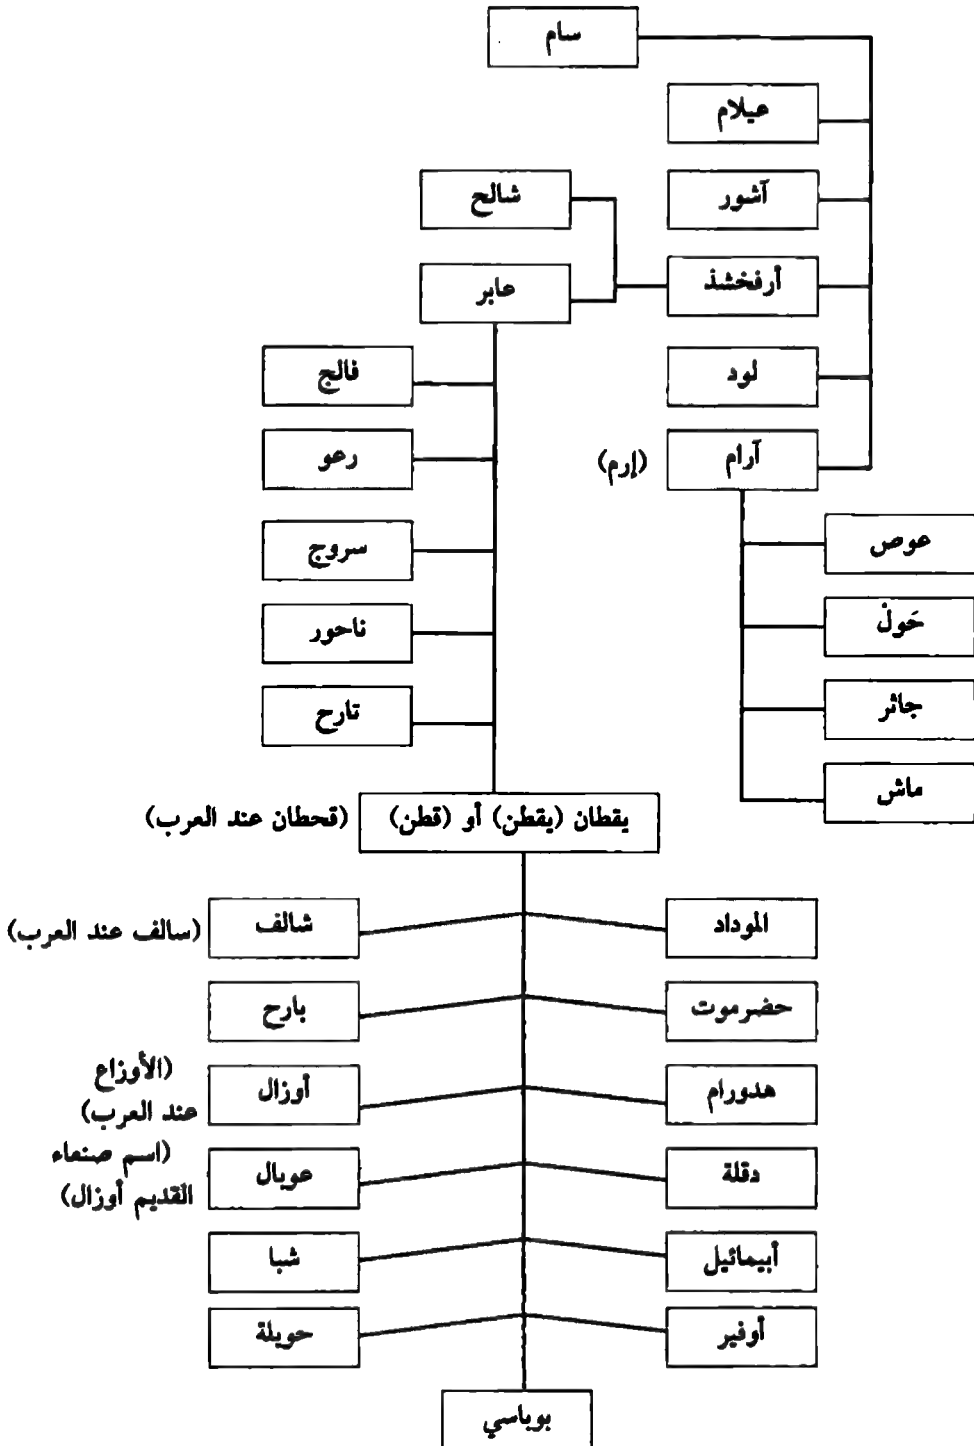 سام
عيلام
آشور
شالح
أرفخشذ
عابر
لود
فالج
آرام
(إرم)
رعو
عوص
سروج
حَولْ
ناحور
جاثر
تارح
ماش
يقطان (يقطن) أو (قطن)
(قحطان عند العرب)
الموداد
شالف
(سالف عند العرب)
حضرموت
بارح
هدورام
أوزال
(الأوزاع
عند العرب)
دقلة
عوبال
(اسم صنعاء
القديم أوزال)
أبيمائيل
شبا
أوفير
حويلة
بوباسي